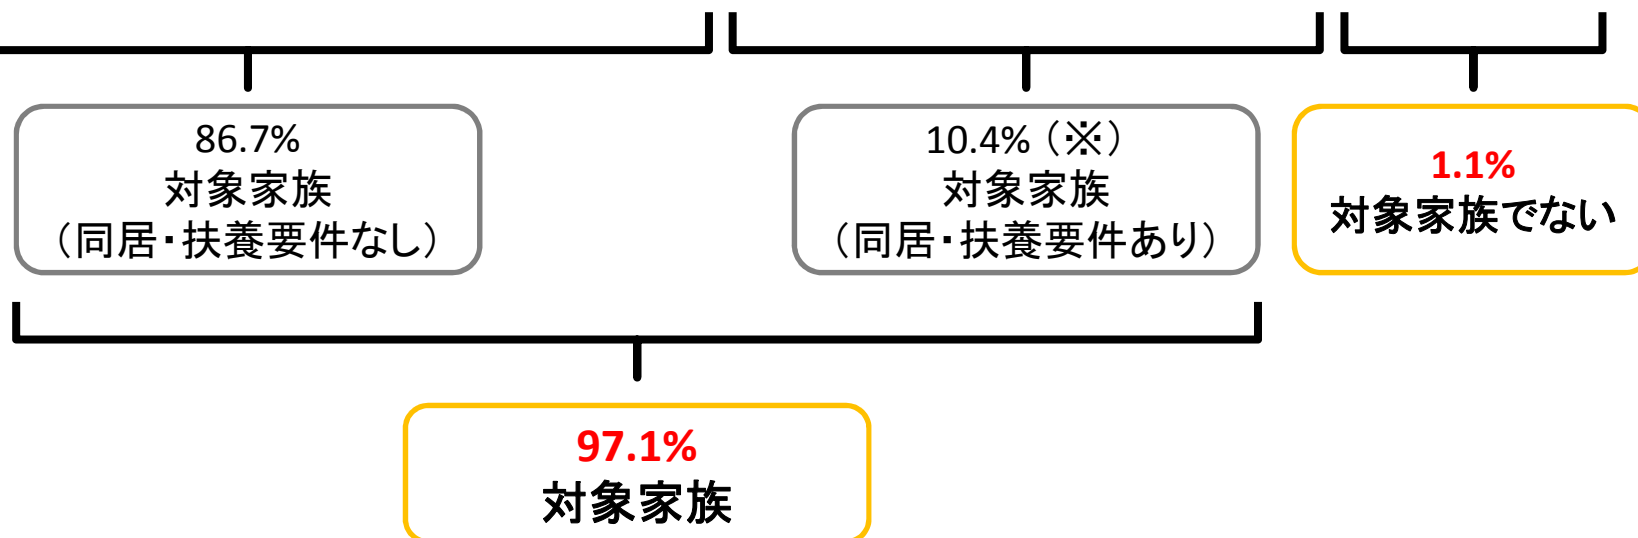 86.7%
対象家族
（同居・扶養要件なし）
10.4%（※）
対象家族
（同居・扶養要件あり）
1.1%
対象家族でない
97.1%
対象家族